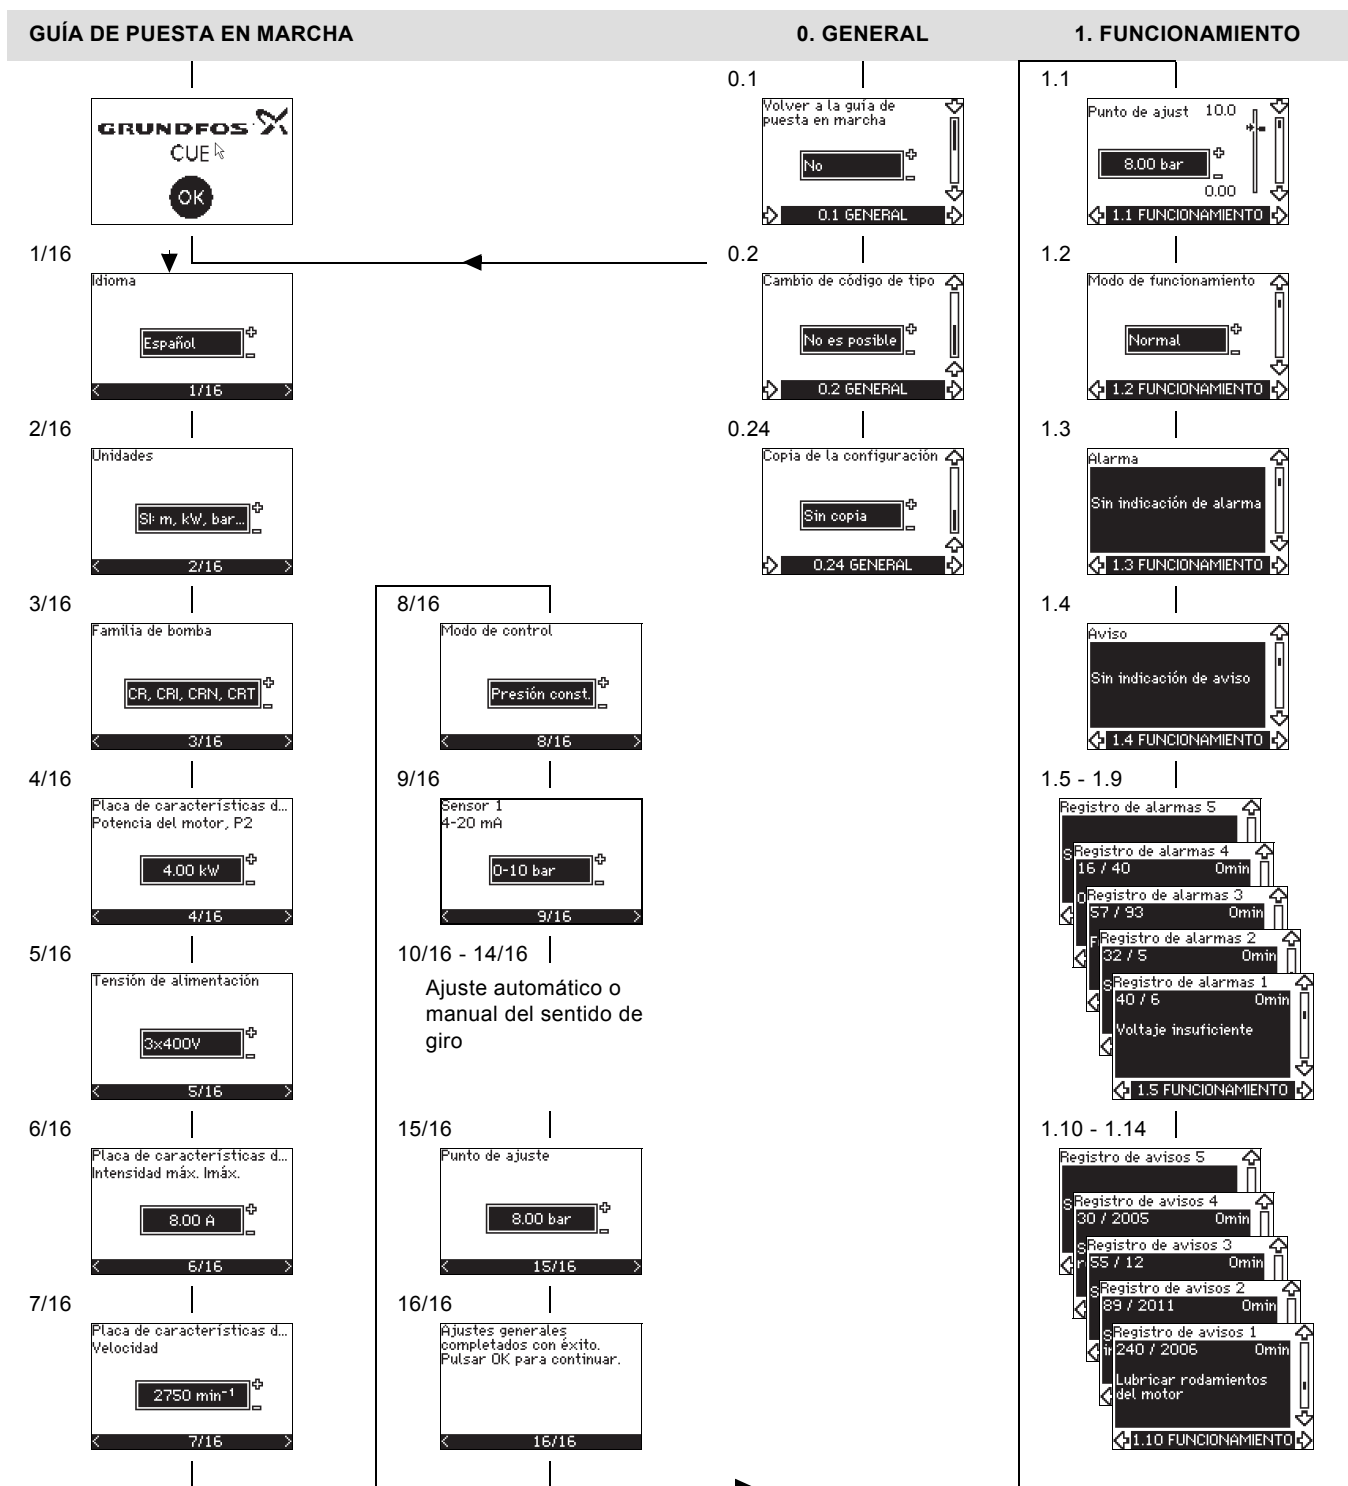 GUÍA DE PUESTA EN MARCHA
0. GENERAL
1. FUNCIONAMIENTO
GRUNDFOS
CUE
OK
1/16
Idioma
Español
1/16
2/16
Unidades
SI: m, kW, bar...
2/16
3/16
Familia de bomba
CR, CRI, CRN, CRT
3/16
4/16
Placa de características d...
Potencia del motor, P2
4.00 kW
4/16
5/16
Tensión de alimentación
3x400V
5/16
6/16
Placa de características d...
Intensidad máx. Imáx.
8.00 A
6/16
7/16
Placa de características d...
Velocidad
2750 min-1
7/16
8/16
Modo de control
Presión const.
8/16
9/16
Sensor 1
4-20 mA
0-10 bar
9/16
10/16 - 14/16
Ajuste automático o
manual del sentido de
giro
15/16
Punto de ajuste
8.00 bar
15/16
16/16
Ajustes generales
completados con éxito.
Pulsar OK para continuar.
16/16
0.1
Volver a la guía de
puesta en marcha
No
0.1 GENERAL
0.2
Cambio de código de tipo
No es posible
0.2 GENERAL
0.24
Copia de la configuración
Sin copia
0.24 GENERAL
1.1
Punto de ajust 10.0
8.00 bar
0.00
1.1 FUNCIONAMIENTO
1.2
Modo de funcionamiento
Normal
1.2 FUNCIONAMIENTO
1.3
Alarma
Sin indicación de alarma
1.3 FUNCIONAMIENTO
1.4
Aviso
Sin indicación de aviso
1.4 FUNCIONAMIENTO
1.5 - 1.9
Registro de alarmas 5
Registro de alarmas 4
16 / 40 0min
Registro de alarmas 3
57 / 93 0min
Registro de alarmas 2
32 / 5 0min
Registro de alarmas 1
40 / 6 0min
Voltaje insuficiente
1.5 FUNCIONAMIENTO
1.10 - 1.14
Registro de avisos 5
Registro de avisos 4
30 / 2005 0min
Registro de avisos 3
55 / 12 0min
Registro de avisos 2
89 / 2011 0min
Registro de avisos 1
240 / 2006 0min
Lubricar rodamientos
del motor
1.10 FUNCIONAMIENTO